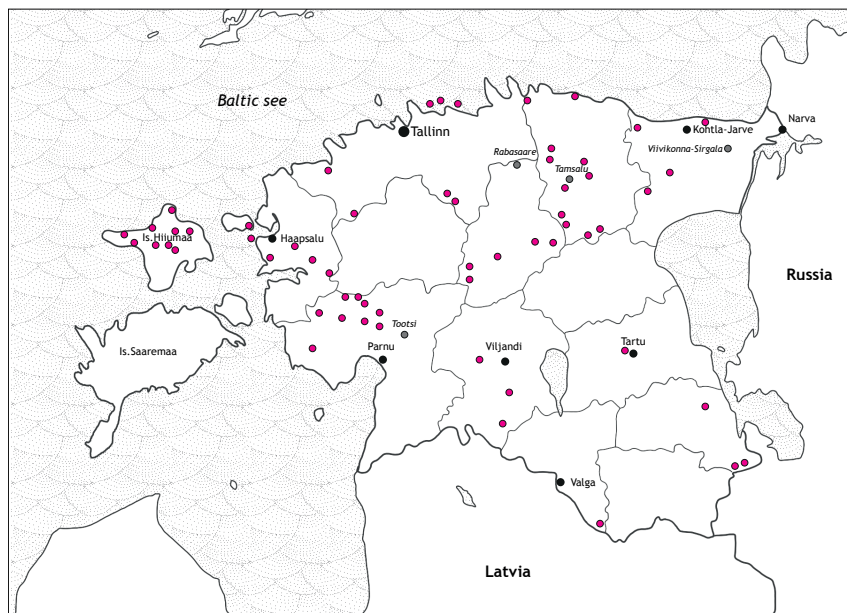 Baltic see
Tallinn
Kohtla-Jarve
Narva
Rabasaare
Viivikonna-Sirgala
Tamsalu
Is.Hiiumaa
Haapsalu
Russia
Tootsi
Is.Saaremaa
Parnu
Viljandi
Tartu
Valga
Latvia